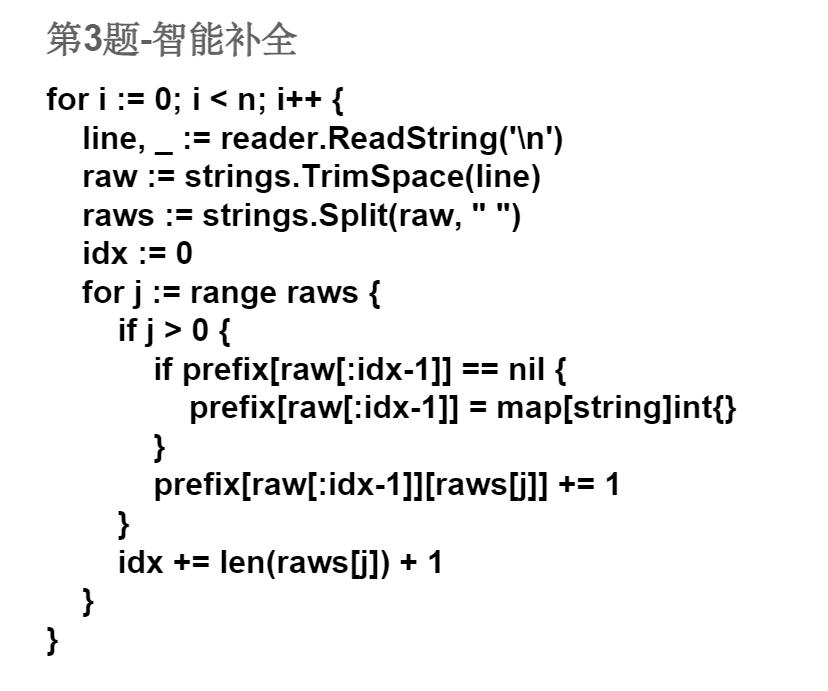 第3题-智能补全
for i := 0; i < n; i++ {
line, _ := reader.ReadString('\n')
raw := strings.TrimSpace(line)
raws := strings.Split(raw, " ")
idx := 0
for j := range raws {
if j > 0 {
if prefix[raw[:idx-1]] == nil {
prefix[raw[:idx-1]] = map[string]int{}
}
prefix[raw[:idx-1]][raws[j]] += 1
}
idx += len(raws[j]) + 1
}
}